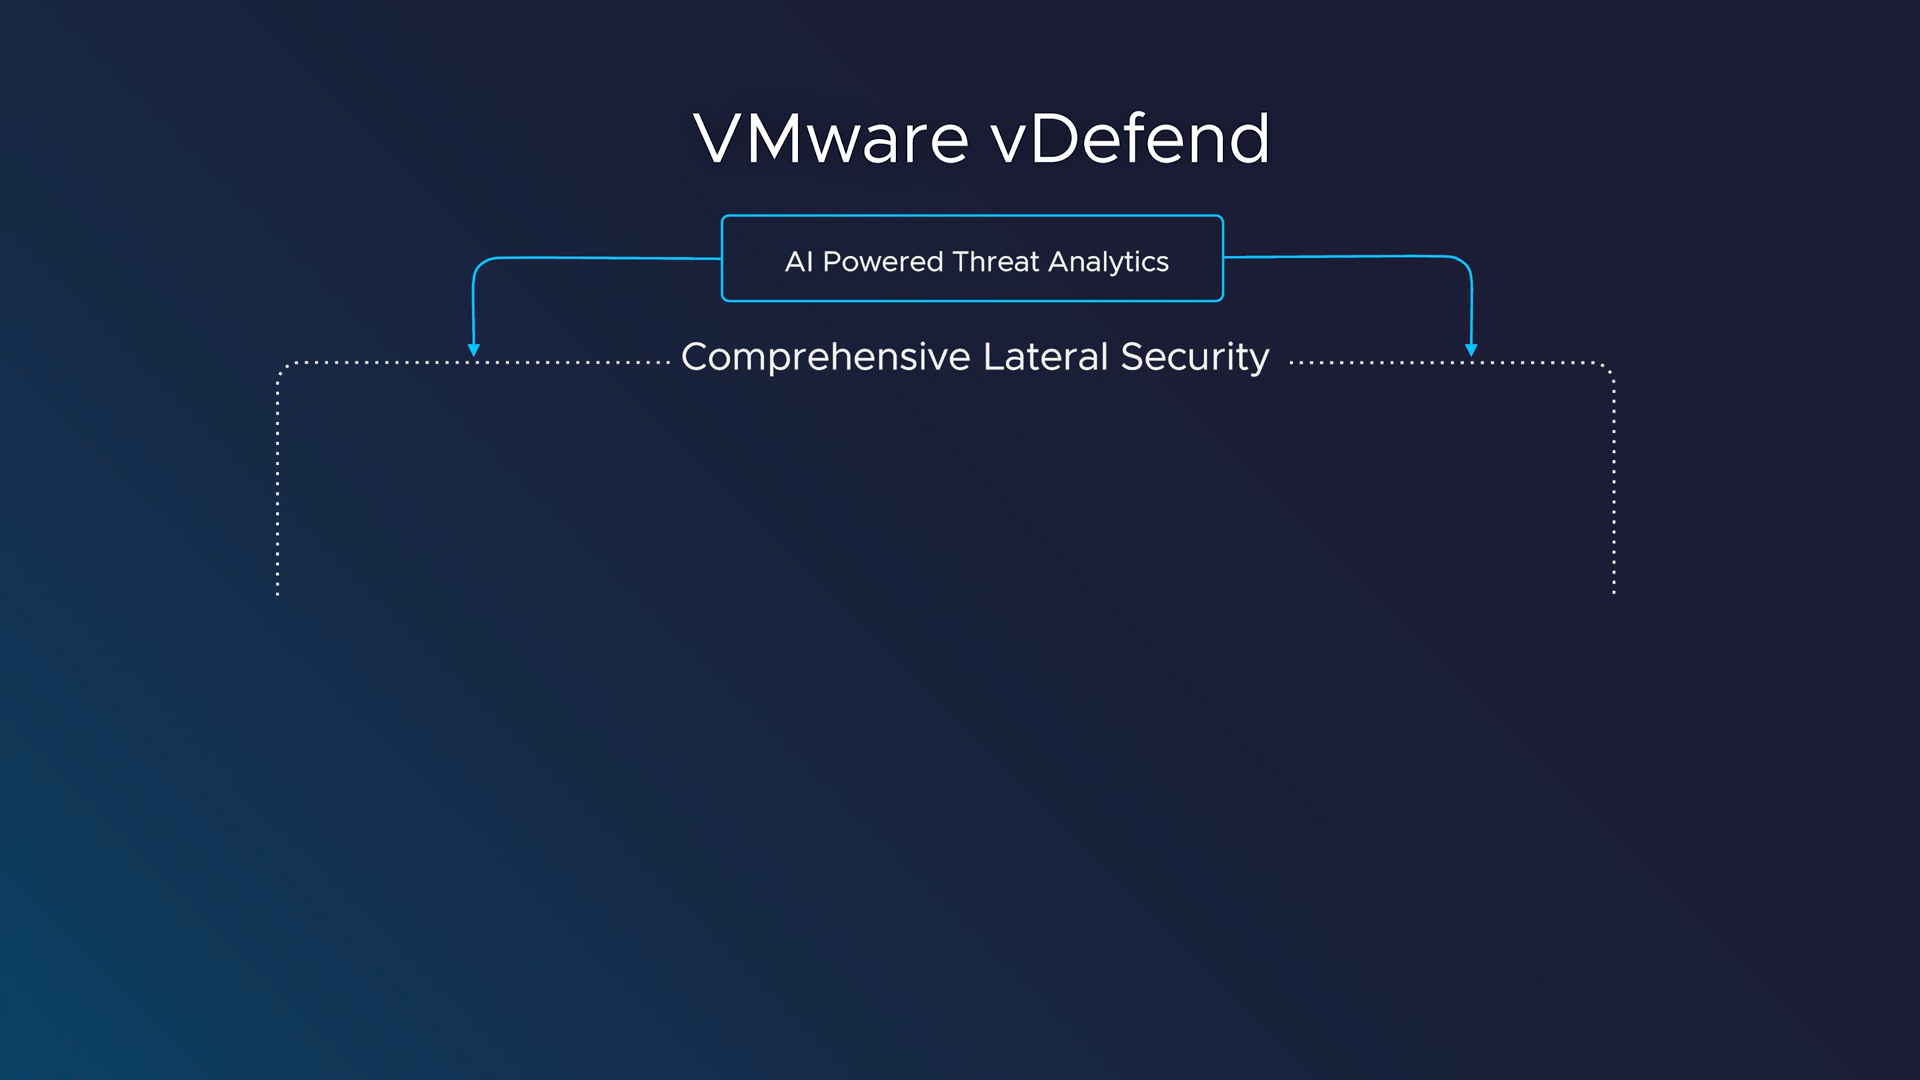 VMware vDefend
AI Powered Threat Analytics
Comprehensive Lateral Security